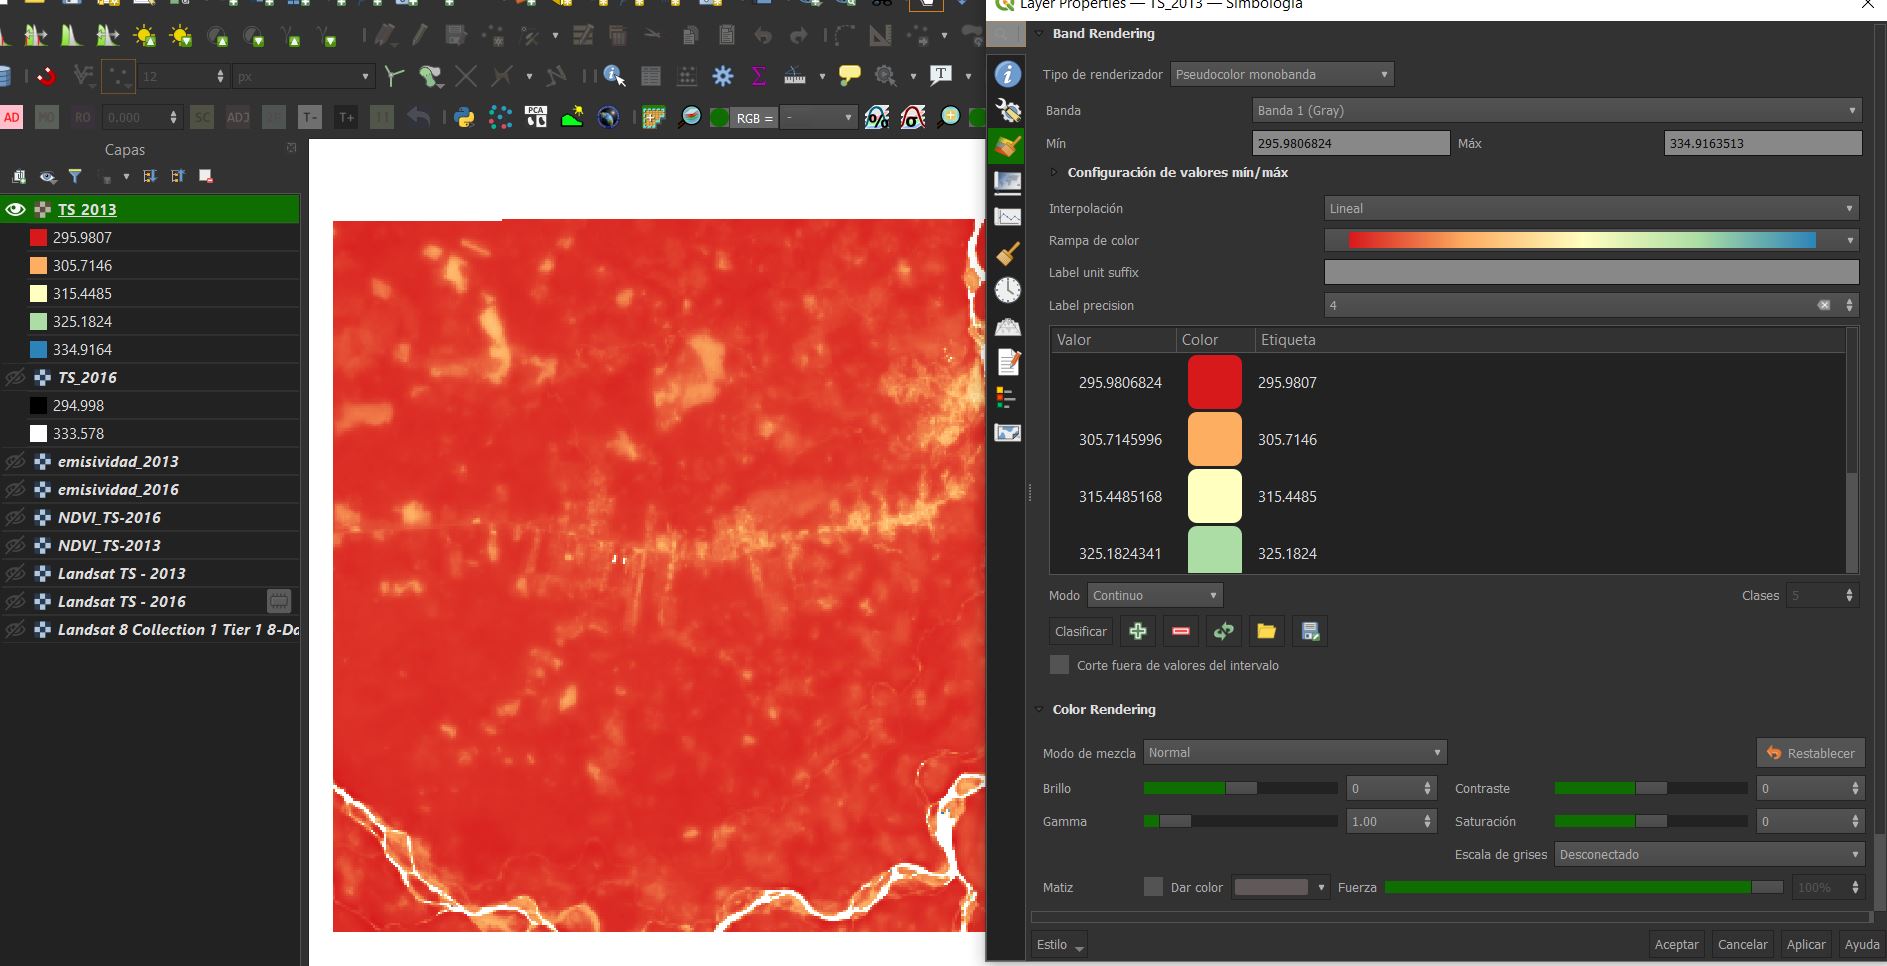 Layer Properties — TS_2013 — Simbología
Band Rendering
12
px
Tipo de renderizador
Pseudocolor monobanda
AD
MO
RO
0.000
SC
ADJ
T-
T+
PCA
RGB =
-
Banda
Banda 1 (Gray)
Mín
295.9806824
Máx
334.9163513
Configuración de valores mín/máx
Capas
TS_2013
295.9807
305.7146
315.4485
325.1824
334.9164
TS_2016
294.998
333.578
emisividad_2013
emisividad_2016
NDVI_TS-2016
NDVI_TS-2013
Landsat TS - 2013
Landsat TS - 2016
Landsat 8 Collection 1 Tier 1 8-Da
Interpolación
Lineal
Rampa de color
Label unit suffix
Label precision
4
Valor Color Etiqueta
295.9806824 295.9807
305.7145996 305.7146
315.4485168 315.4485
325.1824341 325.1824
Modo
Continuo
Clases
5
Clasificar
Corte fuera de valores del intervalo
Color Rendering
Modo de mezcla
Normal
Restablecer
Brillo
0
Contraste
0
Gamma
1.00
Saturación
0
Escala de grises
Desconectado
Matiz
Dar color
Fuerza
100%
Estilo
Aceptar
Cancelar
Aplicar
Ayuda